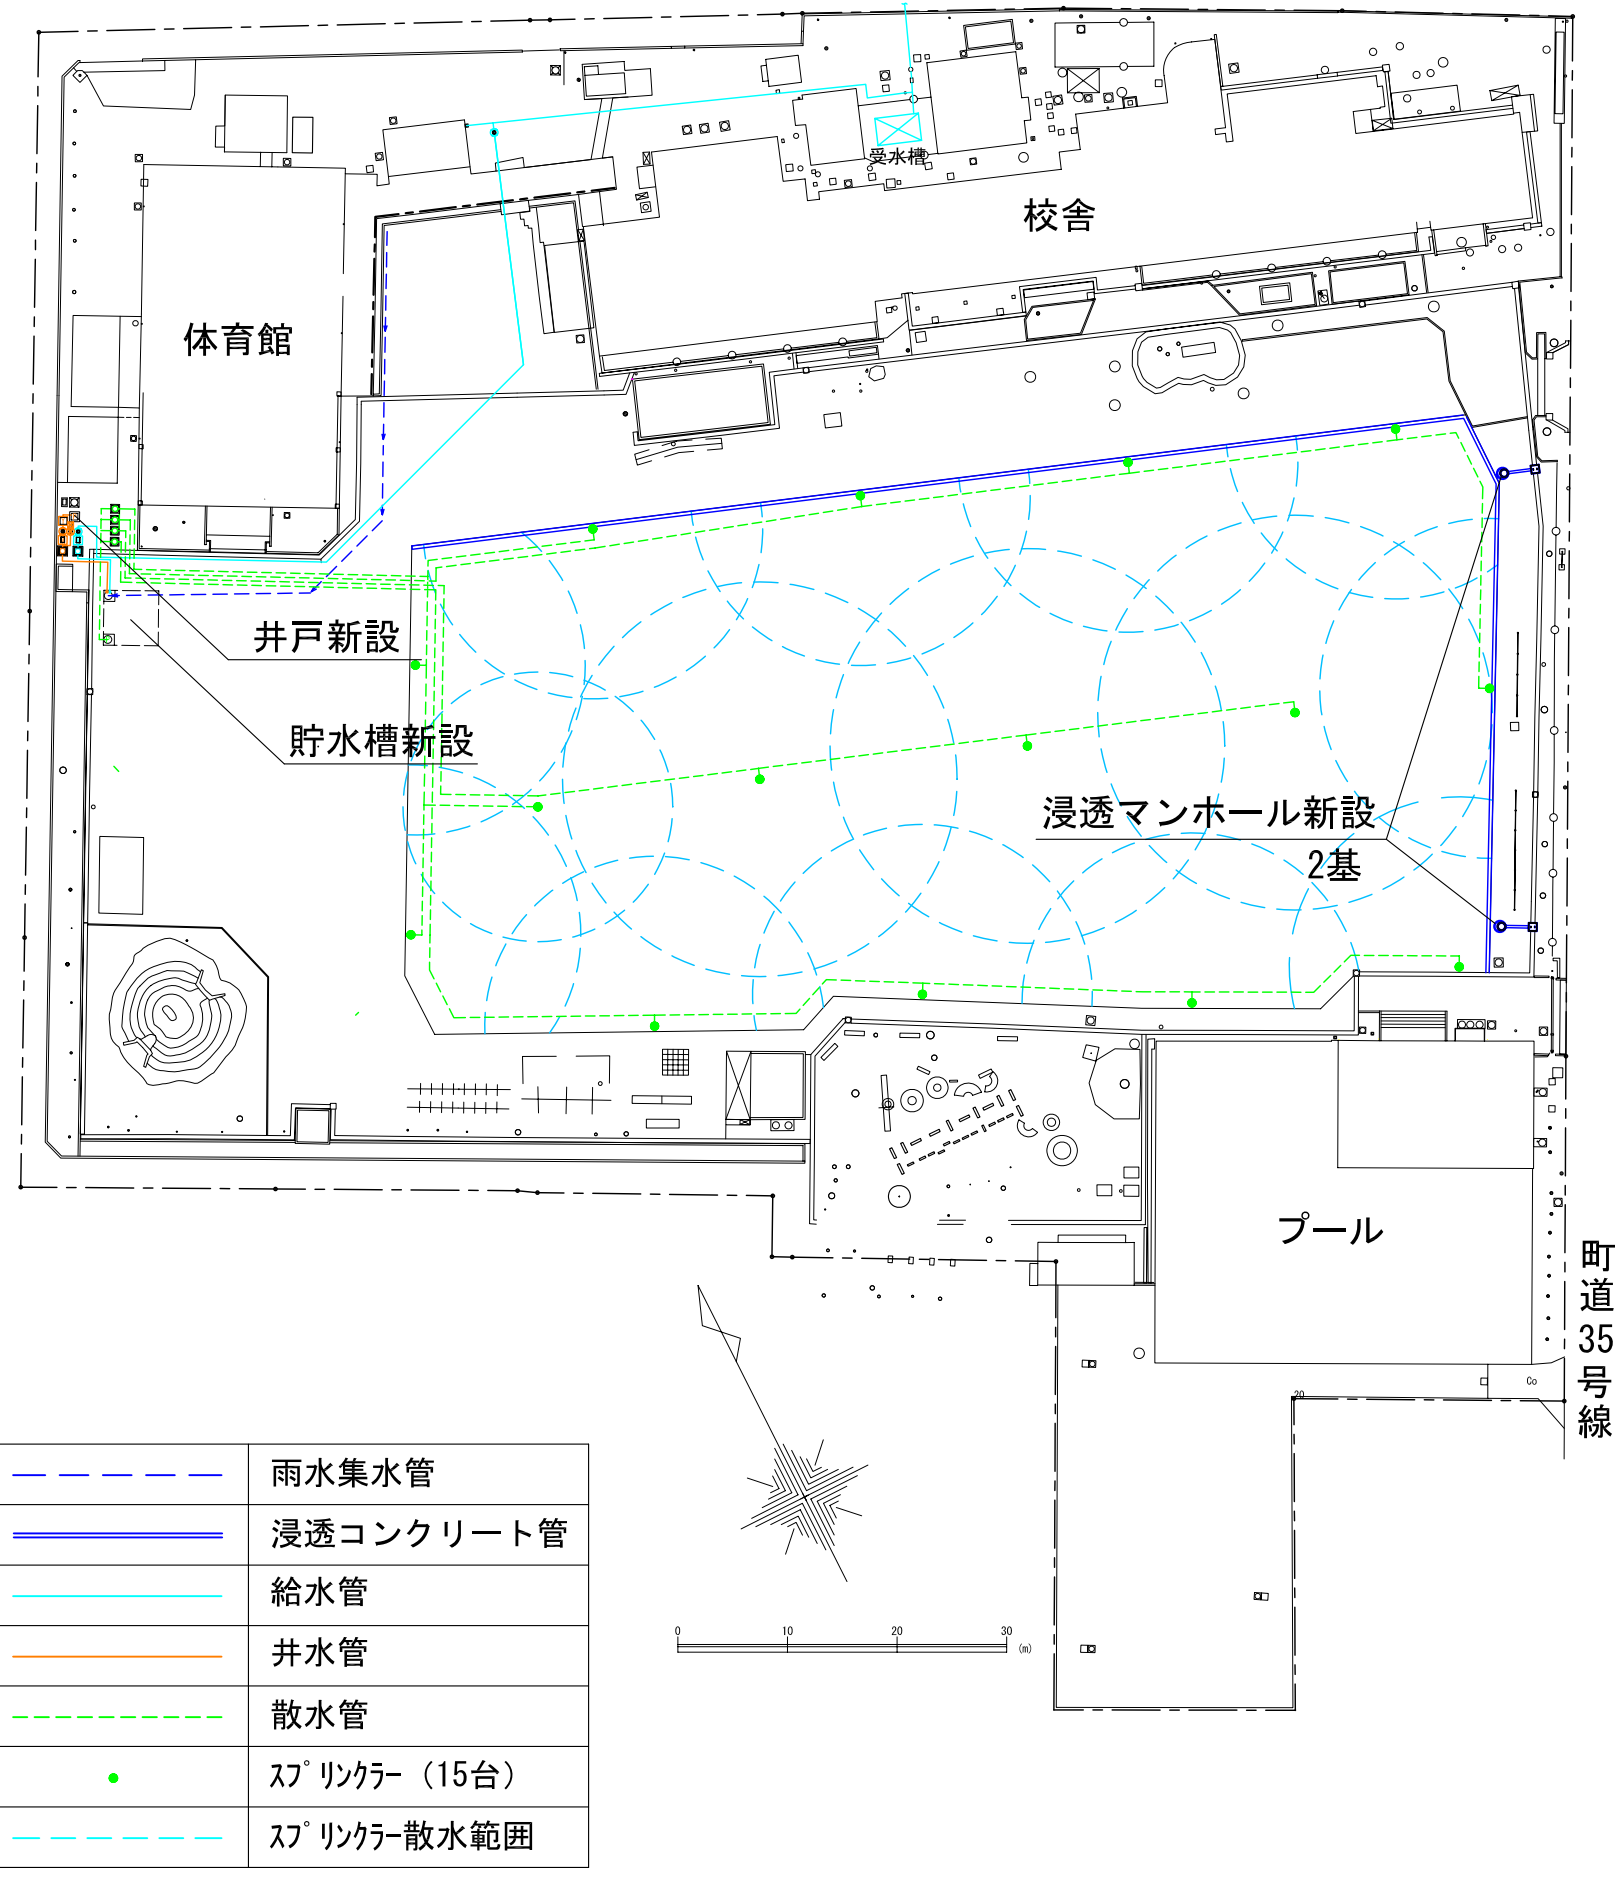 受水槽
校舎
体育館
井戸新設
貯水槽新設
浸透マンホール新設
2基
プール
町道35号線
Co
20
0 10 20 30 (m)
雨水集水管
浸透コンクリート管
給水管
井水管
散水管
ｽﾌﾟﾘﾝｸﾗｰ（15台）
ｽﾌﾟﾘﾝｸﾗｰ散水範囲